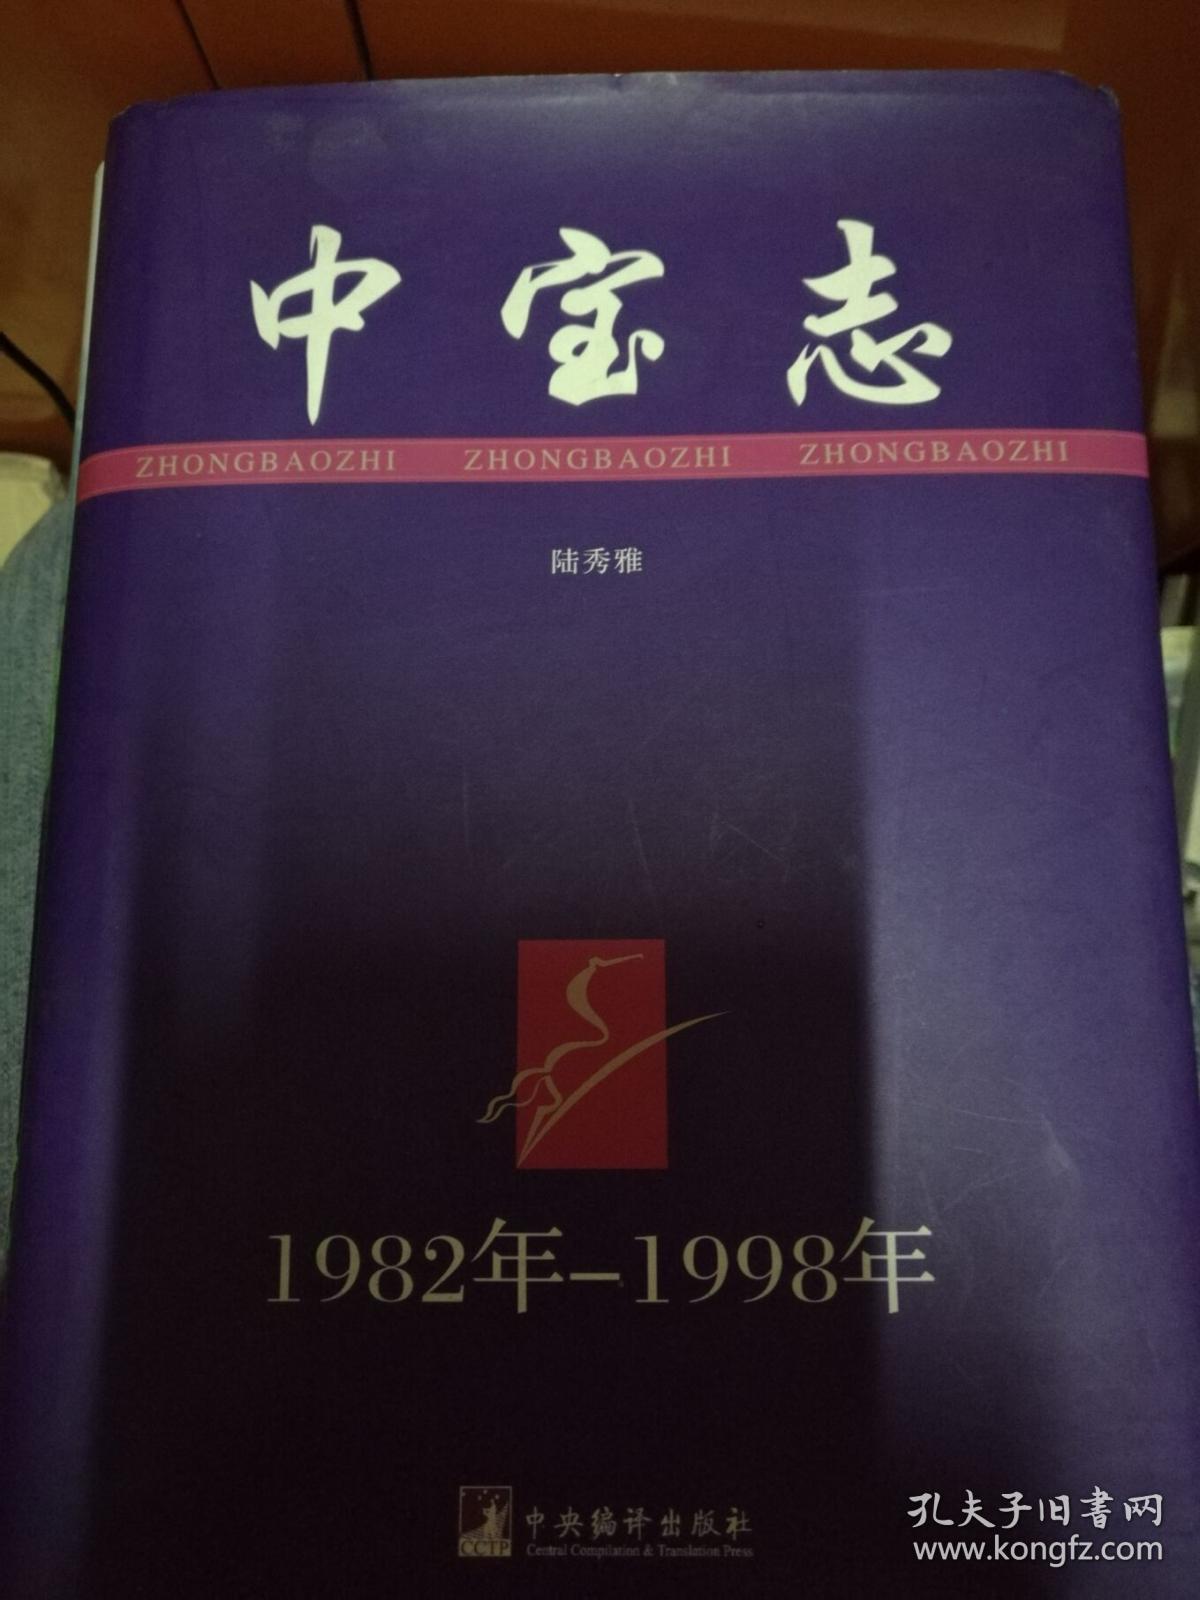 中宝志
ZHONGBAOZHI ZHONGBAOZHI ZHONGBAOZHI
陆秀雅
1982年-1998年
CCTP
中央编译出版社
Central Compilation & Translation Press
孔夫子旧书网
www.kongfz.com